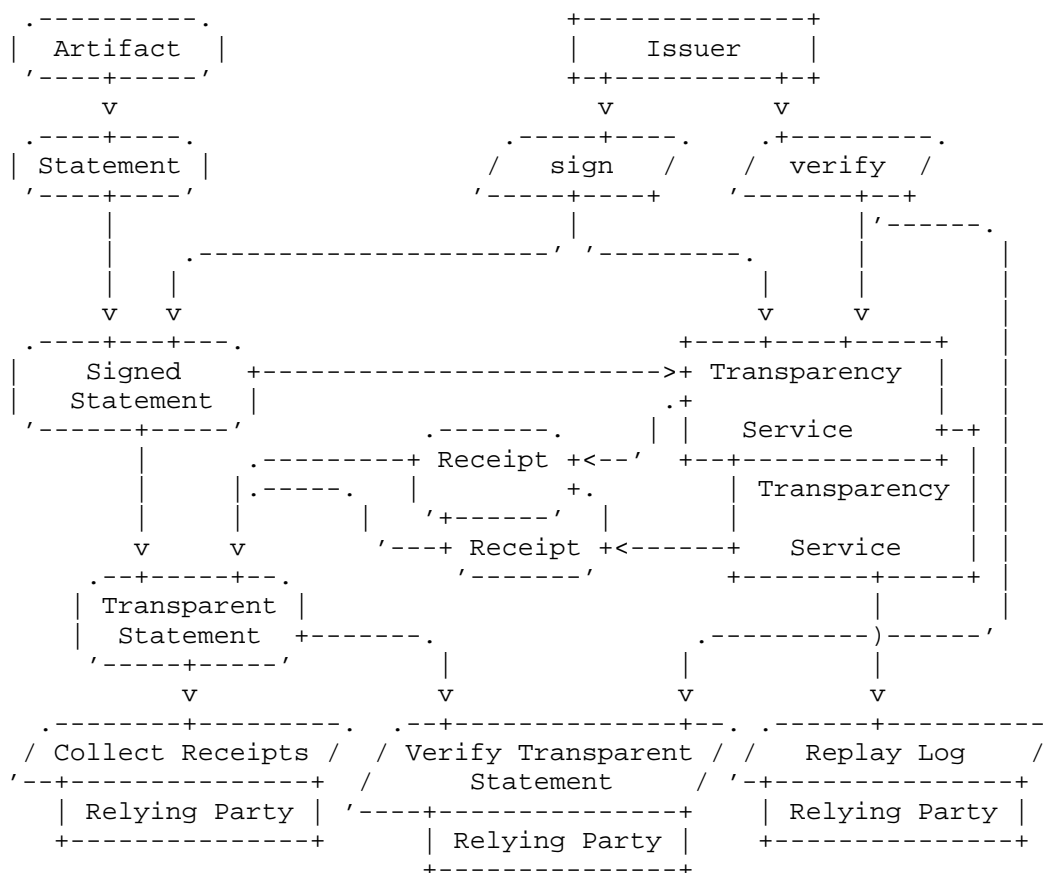 Artifact Issuer
Statement sign verify
Signed Transparency
Statement
Service
Receipt
Transparency
Receipt Service
Transparent
Statement
Collect Receipts Verify Transparent Replay Log
Statement
Relying Party Relying Party
Relying Party